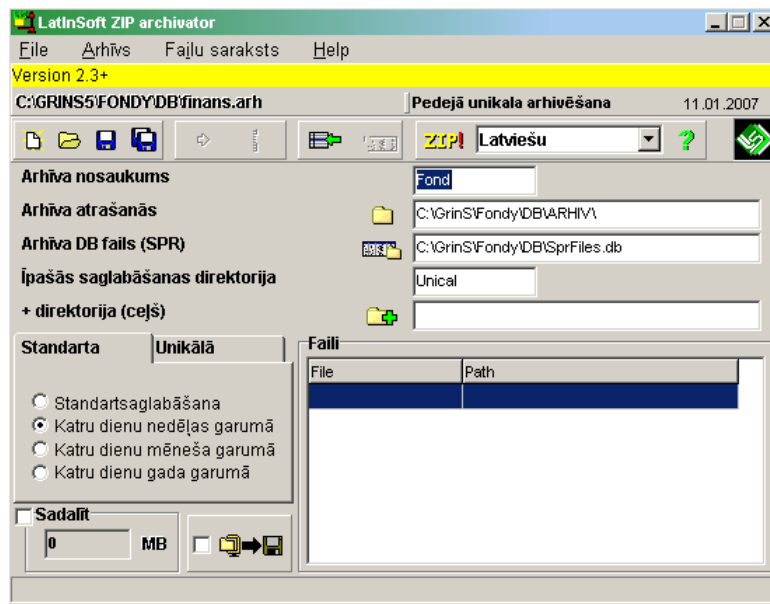 LatInSoft ZIP archivator
File Arhīvs Faiļu saraksts Help
Version 2.3+
C:\GRINS5\FONDY\DB\finans.arh Pedejā unikala arhivēšana 11.01.2007
ZIP! Latviešu ?
Arhīva nosaukums Fond
Arhīva atrašanās C:\GrinS\Fondy\DB\ARHIV\
Arhīva DB fails (SPR) C:\GrinS\Fondy\DB\SprFiles.db
Īpašās saglabāšanas direktorija Unical
+ direktorija (ceļš)
Standarta Unikālā Faili
File Path
Standartsaglabāšana
Katru dienu nedēļas garumā
Katru dienu mēneša garumā
Katru dienu gada garumā
Sadalīt
0 MB